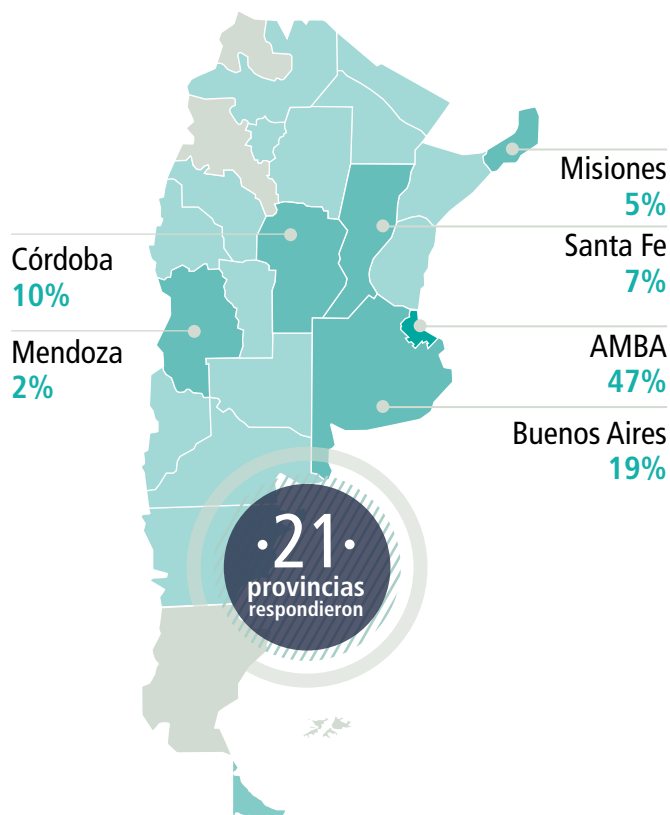 Misiones
5%
Santa Fe
7%
Córdoba
10%
AMBA
47%
Mendoza
2%
Buenos Aires
19%
·21·
provincias
respondieron